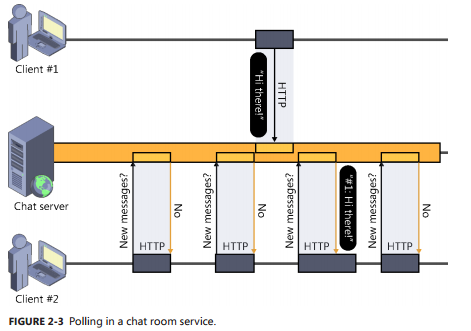 Client #1
"Hi there!"
HTTP
Chat server
New messages?
No
HTTP
New messages?
No
HTTP
New messages?
"#1: Hi there!"
HTTP
New messages?
No
HTTP
Client #2
FIGURE 2-3 Polling in a chat room service.